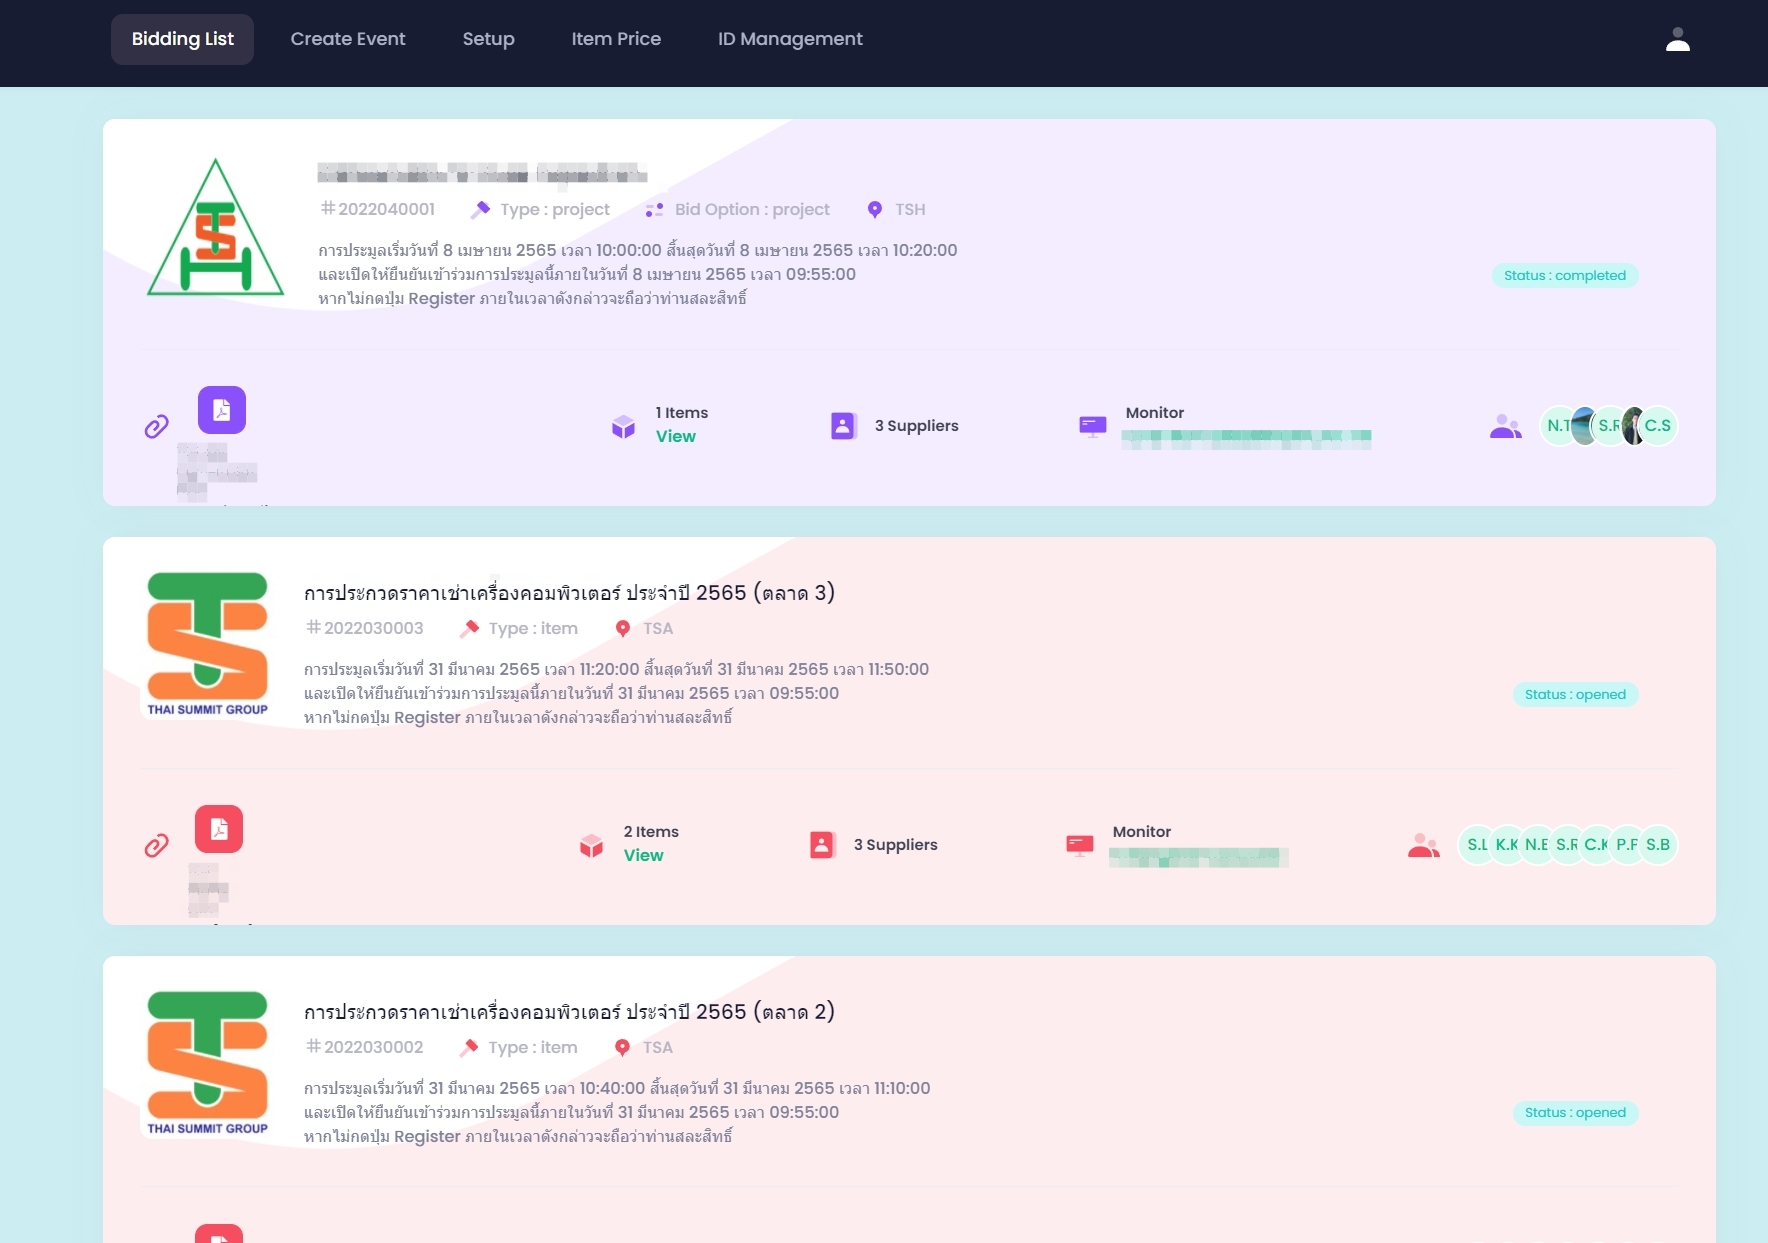 Bidding List
Create Event
Setup
Item Price
ID Management
#2022040001
Type : project
Bid Option : project
TSH
การประมูลเริ่มวันที่ 8 เมษายน 2565 เวลา 10:00:00 สิ้นสุดวันที่ 8 เมษายน 2565 เวลา 10:20:00
และเปิดให้ยืนยันเข้าร่วมการประมูลนี้ภายในวันที่ 8 เมษายน 2565 เวลา 09:55:00
หากไม่กดปุ่ม Register ภายในเวลาดังกล่าวจะถือว่าท่านสละสิทธิ์
Status : completed
1 Items
View
3 Suppliers
Monitor
N.T
S.R
C.S
THAI SUMMIT GROUP
การประกวดราคาเช่าเครื่องคอมพิวเตอร์ ประจำปี 2565 (ตลาด 3)
#2022030003
Type : item
TSA
การประมูลเริ่มวันที่ 31 มีนาคม 2565 เวลา 11:20:00 สิ้นสุดวันที่ 31 มีนาคม 2565 เวลา 11:50:00
และเปิดให้ยืนยันเข้าร่วมการประมูลนี้ภายในวันที่ 31 มีนาคม 2565 เวลา 09:55:00
หากไม่กดปุ่ม Register ภายในเวลาดังกล่าวจะถือว่าท่านสละสิทธิ์
Status : opened
2 Items
View
3 Suppliers
Monitor
S.L
K.K
N.E
S.R
C.K
P.F
S.B
THAI SUMMIT GROUP
การประกวดราคาเช่าเครื่องคอมพิวเตอร์ ประจำปี 2565 (ตลาด 2)
#2022030002
Type : item
TSA
การประมูลเริ่มวันที่ 31 มีนาคม 2565 เวลา 10:40:00 สิ้นสุดวันที่ 31 มีนาคม 2565 เวลา 11:10:00
และเปิดให้ยืนยันเข้าร่วมการประมูลนี้ภายในวันที่ 31 มีนาคม 2565 เวลา 09:55:00
หากไม่กดปุ่ม Register ภายในเวลาดังกล่าวจะถือว่าท่านสละสิทธิ์
Status : opened